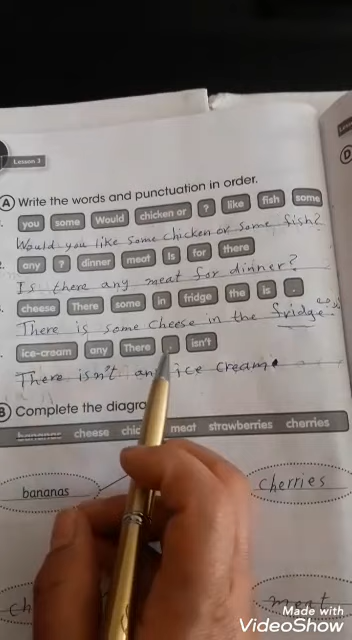 Lesson 3
A Write the words and punctuation in order.
you some Would chicken or ? like fish some
Would you like some chicken or some fish?
any ? dinner meat Is for there
Is there any meat for dinner?
cheese There some in fridge the is .
There is some cheese in the fridge.
ice-cream any There . isn't
There isn't any ice cream.
B Complete the
bananas cheese meat strawberries cherries
bananas
cherries
meat
Made with
VideoShow